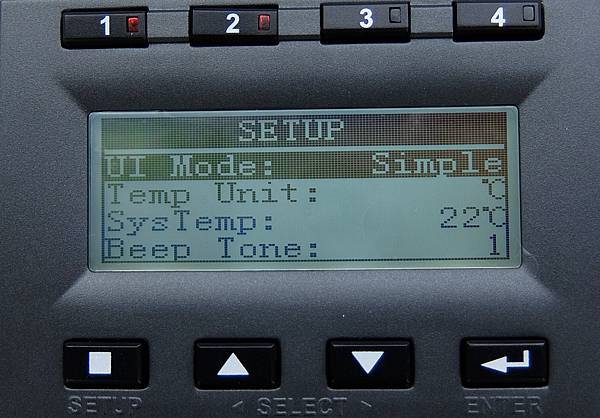 1 2 3 4
SETUP
UI Mode: Simple
Temp Unit: ℃
SysTemp: 22℃
Beep Tone: 1
SETUP < SELECT > ENTER